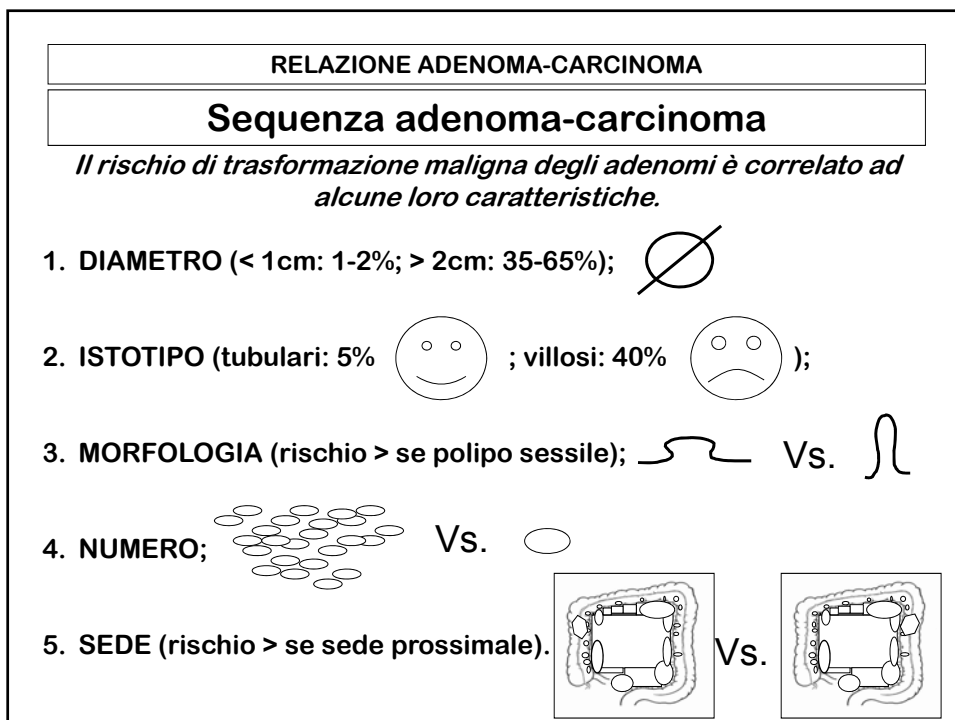 RELAZIONE ADENOMA-CARCINOMA
Sequenza adenoma-carcinoma
Il rischio di trasformazione maligna degli adenomi è correlato ad
alcune loro caratteristiche.
1. DIAMETRO (< 1cm: 1-2%; > 2cm: 35-65%);
2. ISTOTIPO (tubulari: 5% ; villosi: 40% );
3. MORFOLOGIA (rischio > se polipo sessile); Vs.
4. NUMERO; Vs.
5. SEDE (rischio > se sede prossimale). Vs.